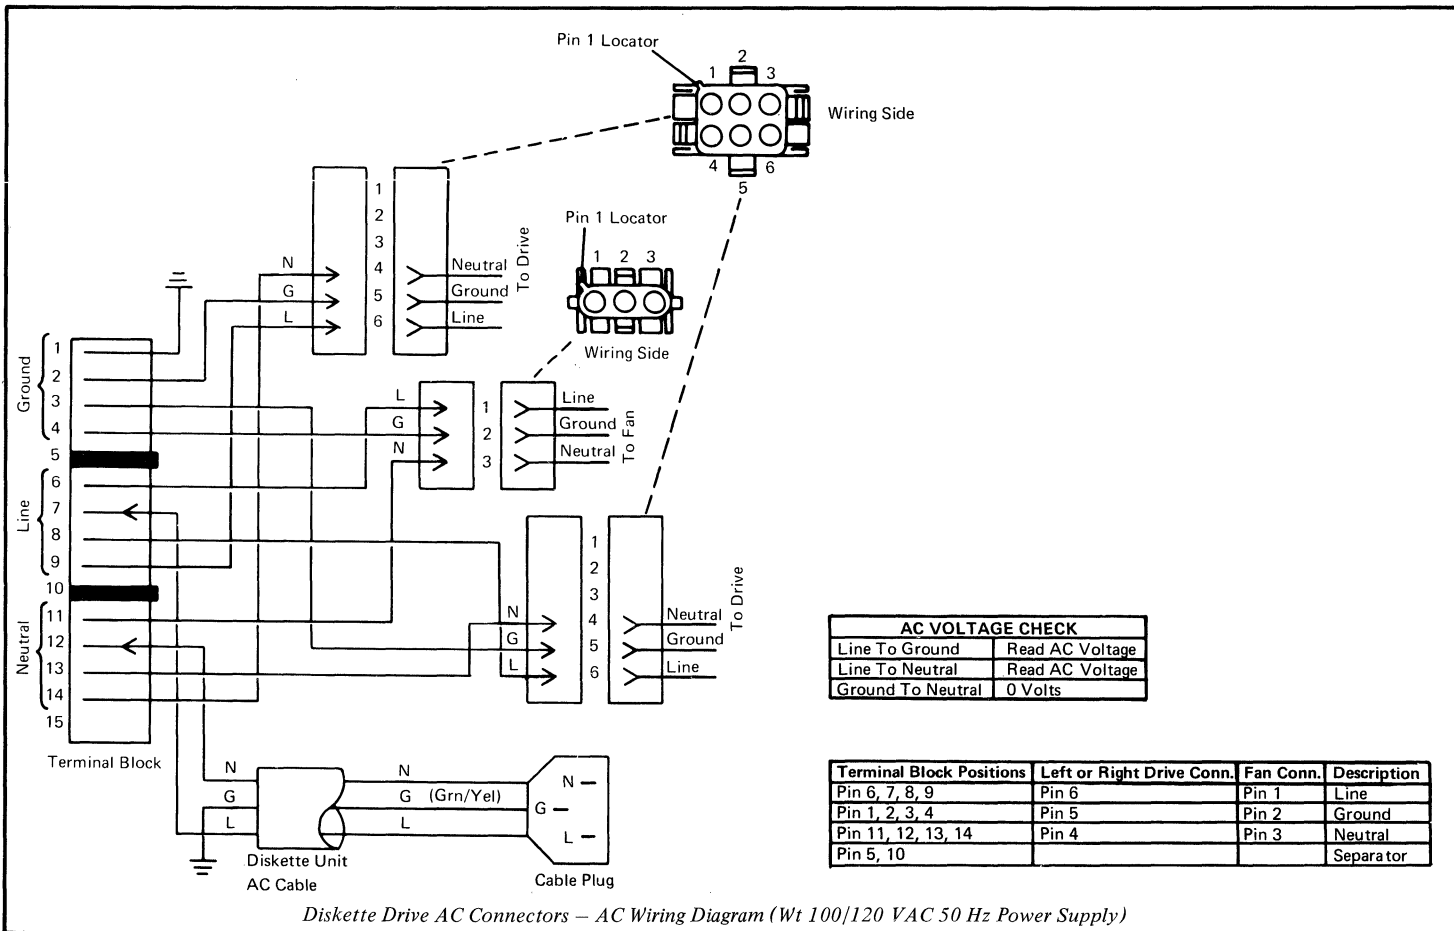 Pin 1 Locator
2
1 3
Wiring Side
4 6
5
1
2
3
4
5
6
N
G
L
Neutral
Ground
Line
To Drive
Pin 1 Locator
1 2 3
Wiring Side
Ground
1
2
3
4
5
Line
6
7
8
9
10
Neutral
11
12
13
14
15
Terminal Block
L
G
N
1
2
3
Line
Ground
Neutral
To Fan
N
G
L
1
2
3
4
5
6
Neutral
Ground
Line
To Drive
AC VOLTAGE CHECK
Line To Ground Read AC Voltage
Line To Neutral Read AC Voltage
Ground To Neutral 0 Volts
N
G
L
N
G (Grn/Yel)
L
N
G
L
Diskette Unit
AC Cable
Cable Plug
Terminal Block Positions Left or Right Drive Conn. Fan Conn. Description
Pin 6, 7, 8, 9 Pin 6 Pin 1 Line
Pin 1, 2, 3, 4 Pin 5 Pin 2 Ground
Pin 11, 12, 13, 14 Pin 4 Pin 3 Neutral
Pin 5, 10 Separator
Diskette Drive AC Connectors – AC Wiring Diagram (Wt 100/120 VAC 50 Hz Power Supply)